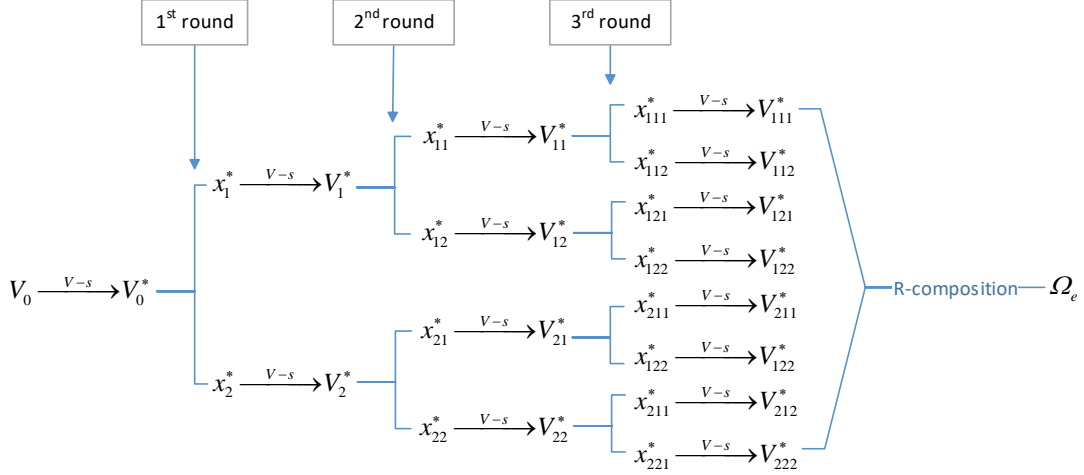 1st round 2nd round 3rd round
x*111 V−s V*111
x*11 V−s V*11
x*112 V−s V*112
x*1 V−s V*1
x*121 V−s V*121
x*12 V−s V*12
x*122 V−s V*122
V0 V−s V*0 R-composition Ωe
x*211 V−s V*211
x*21 V−s V*21
x*122 V−s V*122
x*2 V−s V*2
x*211 V−s V*212
x*22 V−s V*22
x*221 V−s V*222